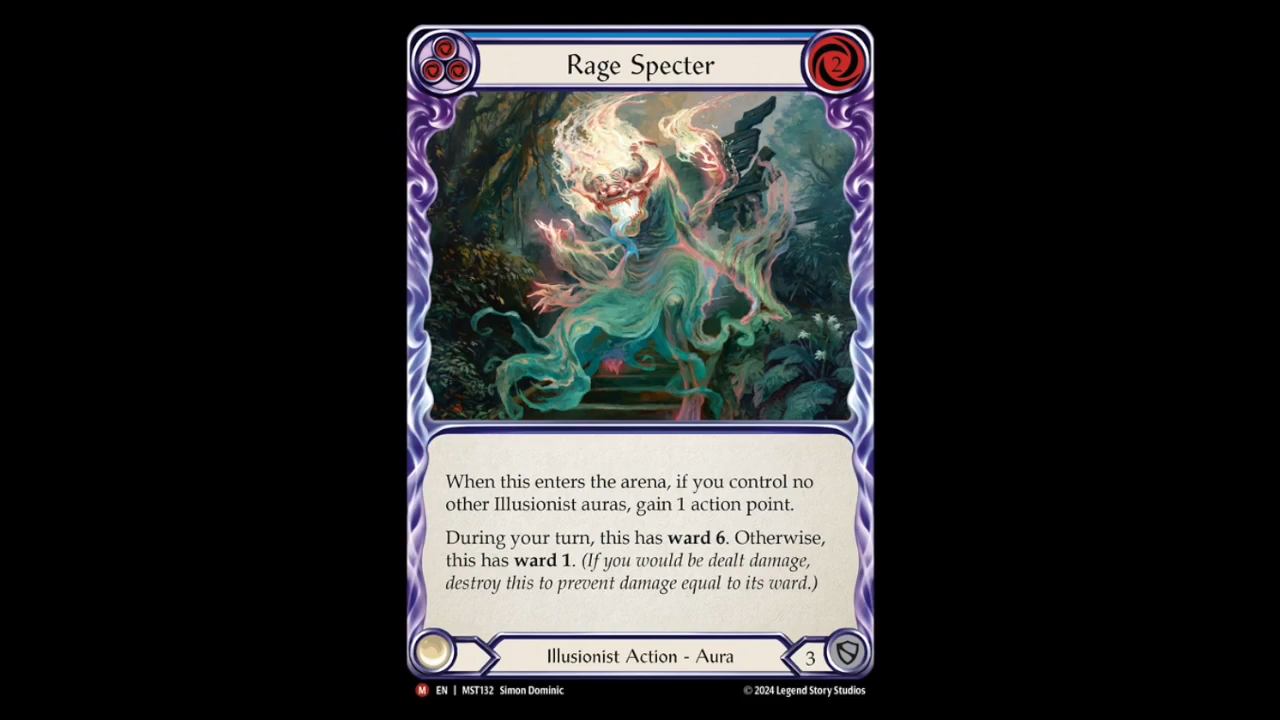 Rage Specter
2
When this enters the arena, if you control no
other Illusionist auras, gain 1 action point.
During your turn, this has ward 6. Otherwise,
this has ward 1. (If you would be dealt damage,
destroy this to prevent damage equal to its ward.)
Illusionist Action - Aura
3
M EN | MST132 Simon Dominic
© 2024 Legend Story Studios